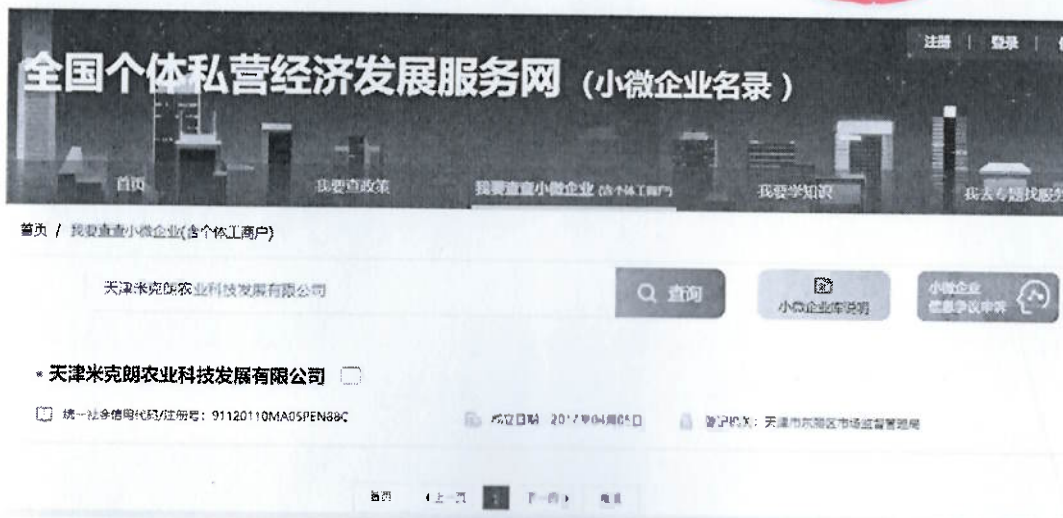 注册 | 登录 |
全国个体私营经济发展服务网（小微企业名录）
首页 我要查政策 我要查查小微企业(含个体工商户) 我要学知识 我去专题找服务
首页 / 我要查查小微企业(含个体工商户)
天津米克朗农业科技发展有限公司 查询 小微企业库说明 小微企业
信息争议申诉
天津米克朗农业科技发展有限公司
统一社会信用代码/注册号： 成立日期 登记机关：天津市东丽区市场监督管理局
首页 上一页 1 下一页